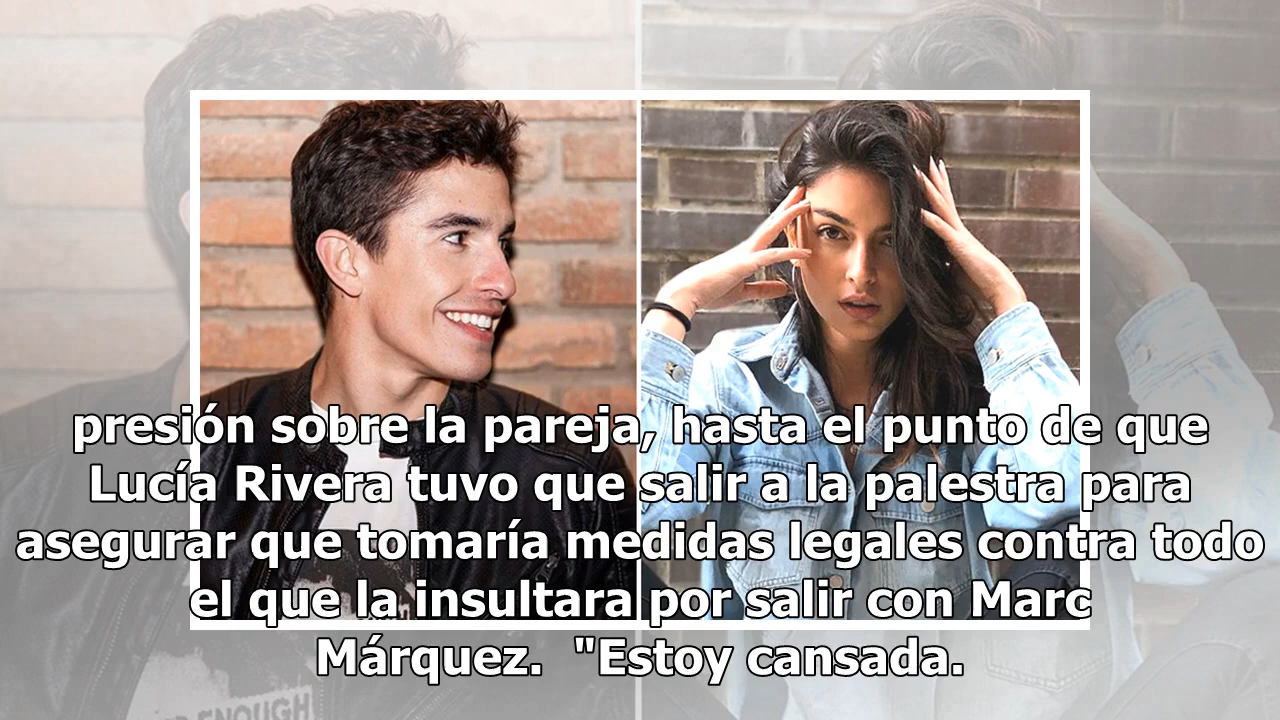 presión sobre la pareja, hasta el punto de que
Lucía Rivera tuvo que salir a la palestra para
asegurar que tomaría medidas legales contra todo
el que la insultara por salir con Marc
Márquez.  "Estoy cansada.
ENOUGH